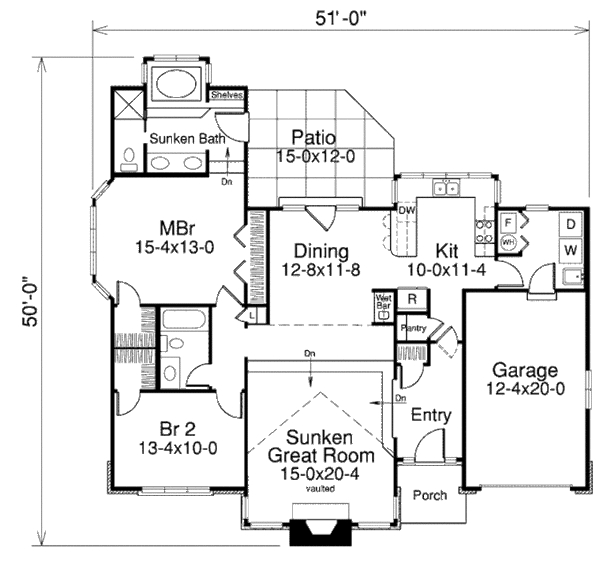 51'-0"
50'-0"
Shelves
Sunken Bath
Dn
Patio
15-0x12-0
MBr
15-4x13-0
Dining
12-8x11-8
DW
Kit
10-0x11-4
F
WH
D
W
L
Wet
Bar
R
Pantry
Dn
Dn
Entry
Garage
12-4x20-0
Br 2
13-4x10-0
Sunken
Great Room
15-0x20-4
vaulted
Porch